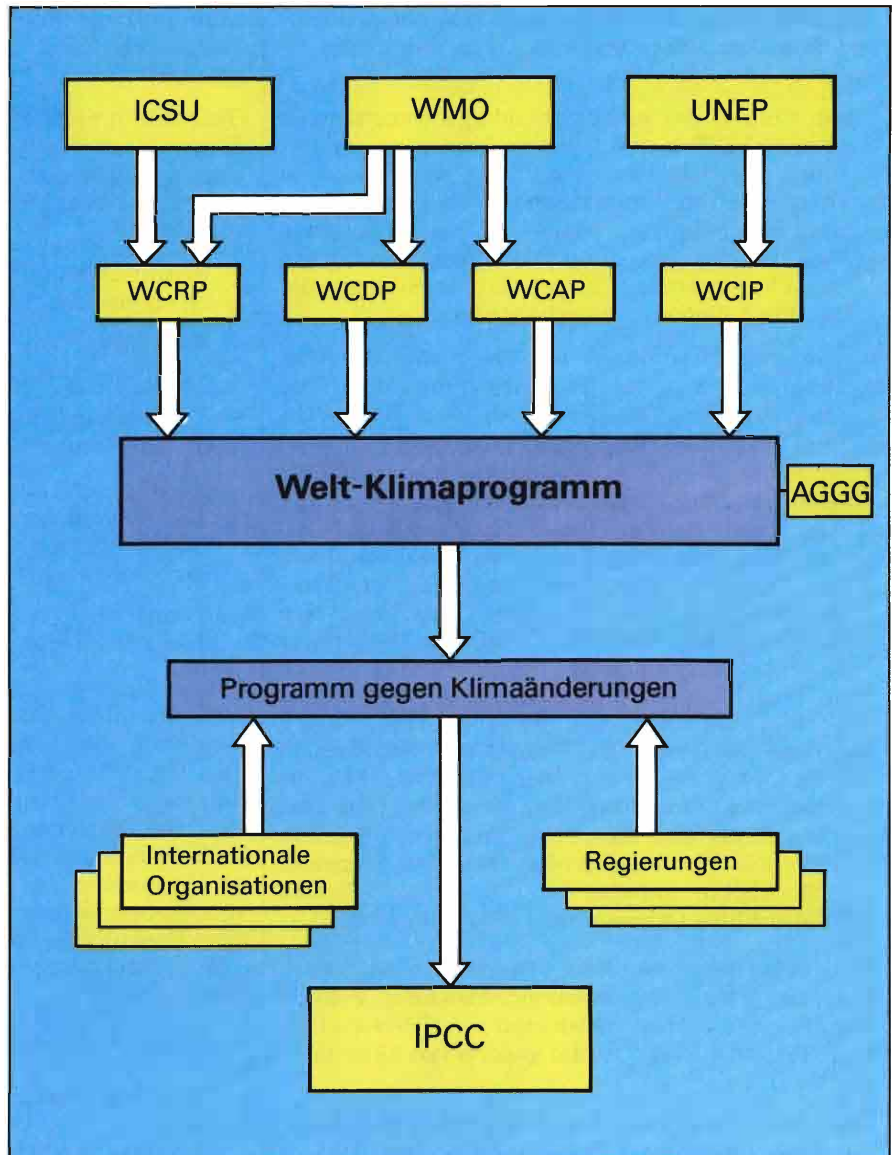 ICSU
WMO
UNEP
WCRP
WCDP
WCAP
WCIP
Welt-Klimaprogramm
AGGG
Programm gegen Klimaänderungen
Internationale
Organisationen
Regierungen
IPCC